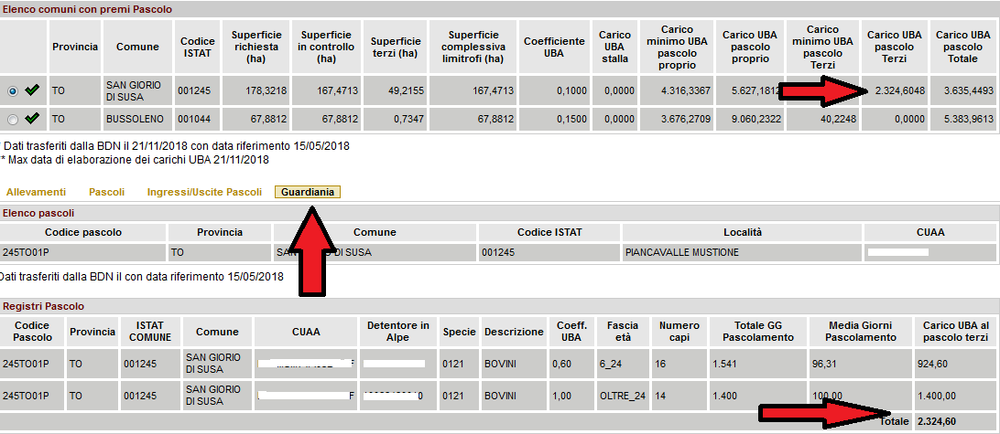 Elenco comuni con premi Pascolo
Provincia Comune Codice ISTAT Superficie richiesta (ha) Superficie in controllo (ha) Superficie terzi (ha) Superficie complessiva limitrofi (ha) Coefficiente UBA Carico UBA stalla Carico minimo UBA pascolo proprio Carico UBA pascolo proprio Carico minimo UBA pascolo Terzi Carico UBA pascolo Terzi Carico UBA pascolo Totale
TO SAN GIORIO DI SUSA 001245 178,3218 167,4713 49,2155 167,4713 0,1000 0,0000 4.316,3367 5.627,1812 2.324,6048 3.635,4493
TO BUSSOLENO 001044 67,8812 67,8812 0,7347 67,8812 0,1500 0,0000 3.676,2709 9.060,2322 40,2248 0,0000 5.383,9613
* Dati trasferiti dalla BDN il 21/11/2018 con data riferimento 15/05/2018
** Max data di elaborazione dei carichi UBA 21/11/2018
Allevamenti Pascoli Ingressi/Uscite Pascoli Guardiania
Elenco pascoli
Codice pascolo Provincia Comune Codice ISTAT Località CUAA
245TO01P TO DI SUSA 001245 PIANCAVALLE MUSTIONE
Dati trasferiti dalla BDN il con data riferimento 15/05/2018
Registri Pascolo
Codice Pascolo Provincia ISTAT COMUNE Comune CUAA Detentore in Alpe Specie Descrizione Coeff. UBA Fascia età Numero capi Totale GG Pascolamento Media Giorni Pascolamento Carico UBA al pascolo terzi
245TO01P TO 001245 SAN GIORIO DI SUSA F 0121 BOVINI 0,60 6_24 16 1.541 96,31 924,60
245TO01P TO 001245 SAN GIORIO DI SUSA F 0121 BOVINI 1,00 OLTRE_24 14 1.400 100,00 1.400,00
Totale 2.324,60